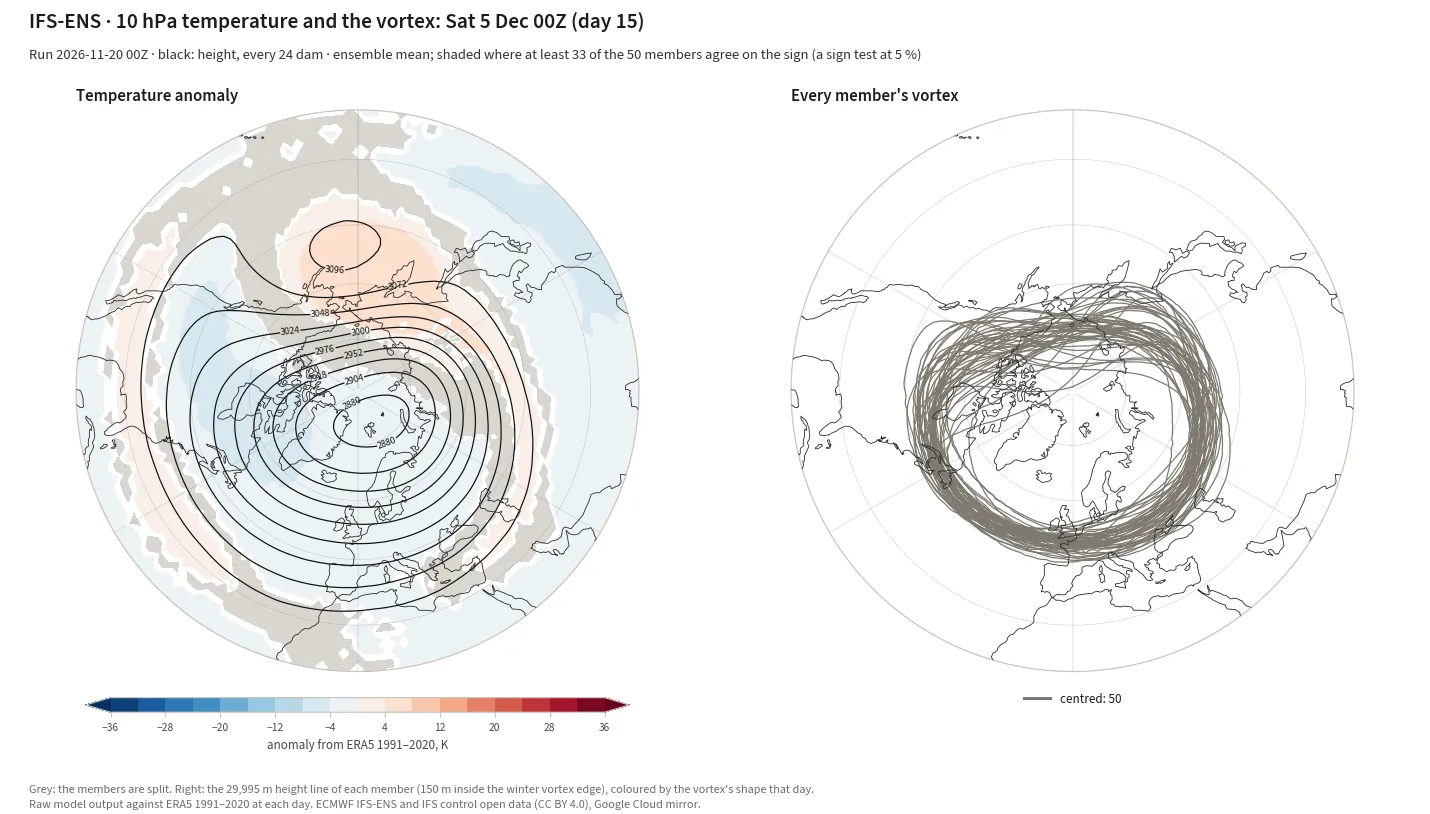 IFS-ENS · 10 hPa temperature and the vortex: Sat 5 Dec 00Z (day 15)
Run 2026-11-20 00Z · black: height, every 24 dam · ensemble mean; shaded where at least 33 of the 50 members agree on the sign (a sign test at 5 %)
Temperature anomaly
Every member's vortex
3096
3072
3048
3024
3000
2976
2952
2904
2880
2880
−36
−28
−20
−12
−4
4
12
20
28
36
anomaly from ERA5 1991–2020, K
centred: 50
Grey: the members are split. Right: the 29,995 m height line of each member (150 m inside the winter vortex edge), coloured by the vortex's shape that day.
Raw model output against ERA5 1991–2020 at each day. ECMWF IFS-ENS and IFS control open data (CC BY 4.0), Google Cloud mirror.